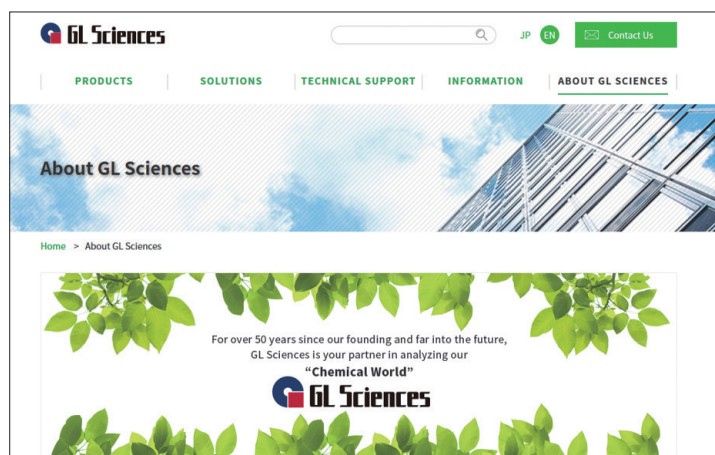 GL Sciences
JP
EN
Contact Us
PRODUCTS
SOLUTIONS
TECHNICAL SUPPORT
INFORMATION
ABOUT GL SCIENCES
About GL Sciences
Home > About GL Sciences
For over 50 years since our founding and far into the future,
GL Sciences is your partner in analyzing our
“Chemical World”
GL Sciences